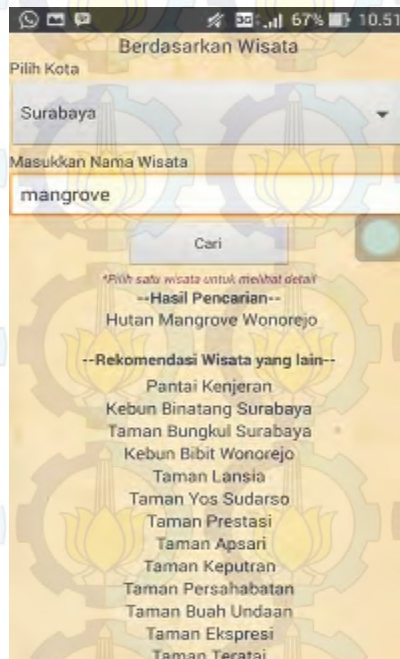 3G 67% 10.51
Berdasarkan Wisata
Pilih Kota
Surabaya
Masukkan Nama Wisata
mangrove
Cari
*Pilih satu wisata untuk melihat detail
--Hasil Pencarian--
Hutan Mangrove Wonorejo
--Rekomendasi Wisata yang lain--
Pantai Kenjeran
Kebun Binatang Surabaya
Taman Bungkul Surabaya
Kebun Bibit Wonorejo
Taman Lansia
Taman Yos Sudarso
Taman Prestasi
Taman Apsari
Taman Keputran
Taman Persahabatan
Taman Buah Undaan
Taman Ekspresi
Taman Teratai